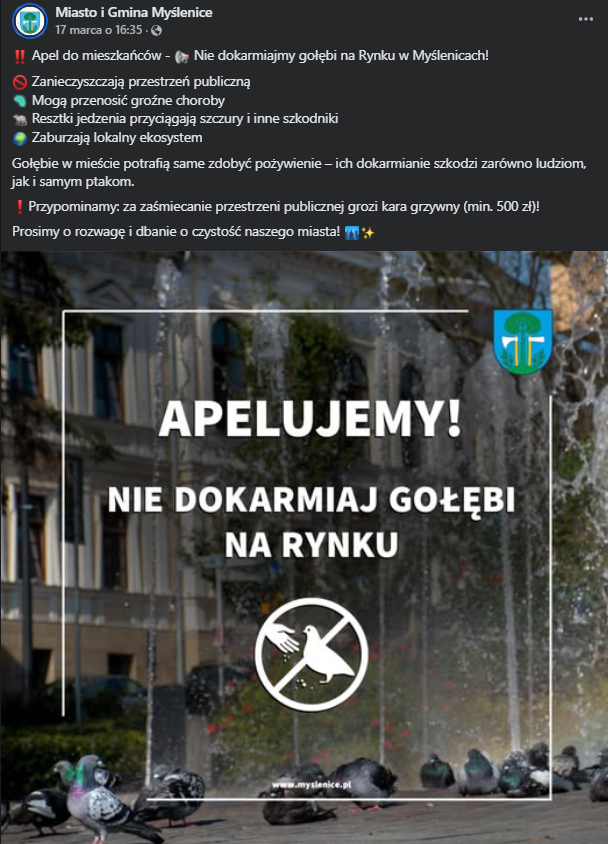 Miasto i Gmina Myślenice
17 marca o 16:35 ·
‼️ Apel do mieszkańców - 🕊️ Nie dokarmiajmy gołębi na Rynku w Myślenicach!
🚫 Zanieczyszczają przestrzeń publiczną
🦠 Mogą przenosić groźne choroby
🐀 Resztki jedzenia przyciągają szczury i inne szkodniki
🌍 Zaburzają lokalny ekosystem
Gołębie w mieście potrafią same zdobyć pożywienie – ich dokarmianie szkodzi zarówno ludziom,
jak i samym ptakom.
❗ Przypominamy: za zaśmiecanie przestrzeni publicznej grozi kara grzywny (min. 500 zł)!
Prosimy o rozwagę i dbanie o czystość naszego miasta! 🏙️✨
APELUJEMY!
NIE DOKARMIAJ GOŁĘBI
NA RYNKU
www.myslenice.pl